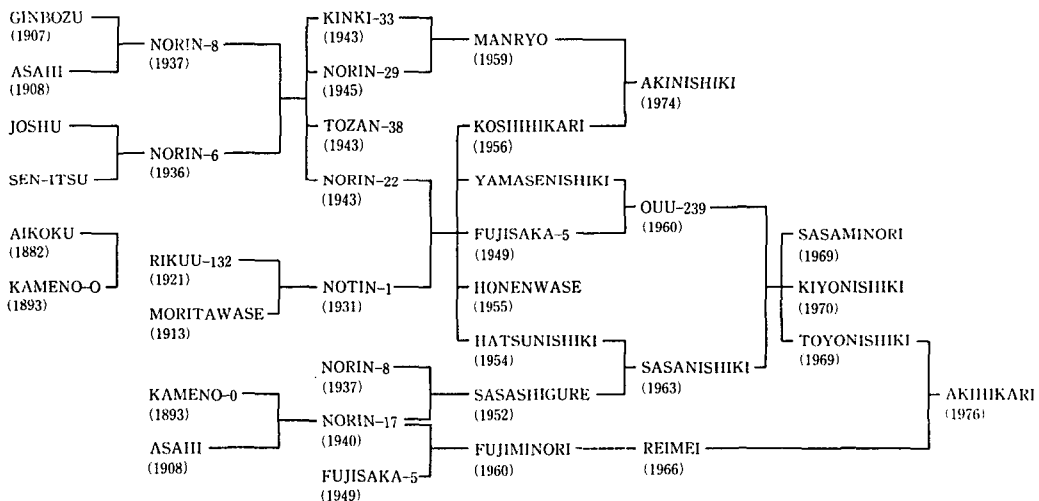 GINBOZU
(1907)
ASAHI
(1908)
JOSHU
SEN-ITSU
AIKOKU
(1882)
KAMENO-O
(1893)
NORIN-8
(1937)
NORIN-6
(1936)
RIKUU-132
(1921)
MORITAWASE
(1913)
KAMENO-0
(1893)
ASAHI
(1908)
KINKI-33
(1943)
NORIN-29
(1945)
TOZAN-38
(1943)
NORIN-22
(1943)
NOTIN-1
(1931)
NORIN-8
(1937)
NORIN-17
(1940)
FUJISAKA-5
(1949)
MANRYO
(1959)
KOSHIHIKARI
(1956)
YAMASENISHIKI
FUJISAKA-5
(1949)
HONENWASE
(1955)
HATSUNISHIKI
(1954)
SASASHIGURE
(1952)
FUJIMINORI
(1960)
AKINISHIKI
(1974)
OUU-239
(1960)
SASANISHIKI
(1963)
REIMEI
(1966)
SASAMINORI
(1969)
KIYONISHIKI
(1970)
TOYONISHIKI
(1969)
AKIHIKARI
(1976)